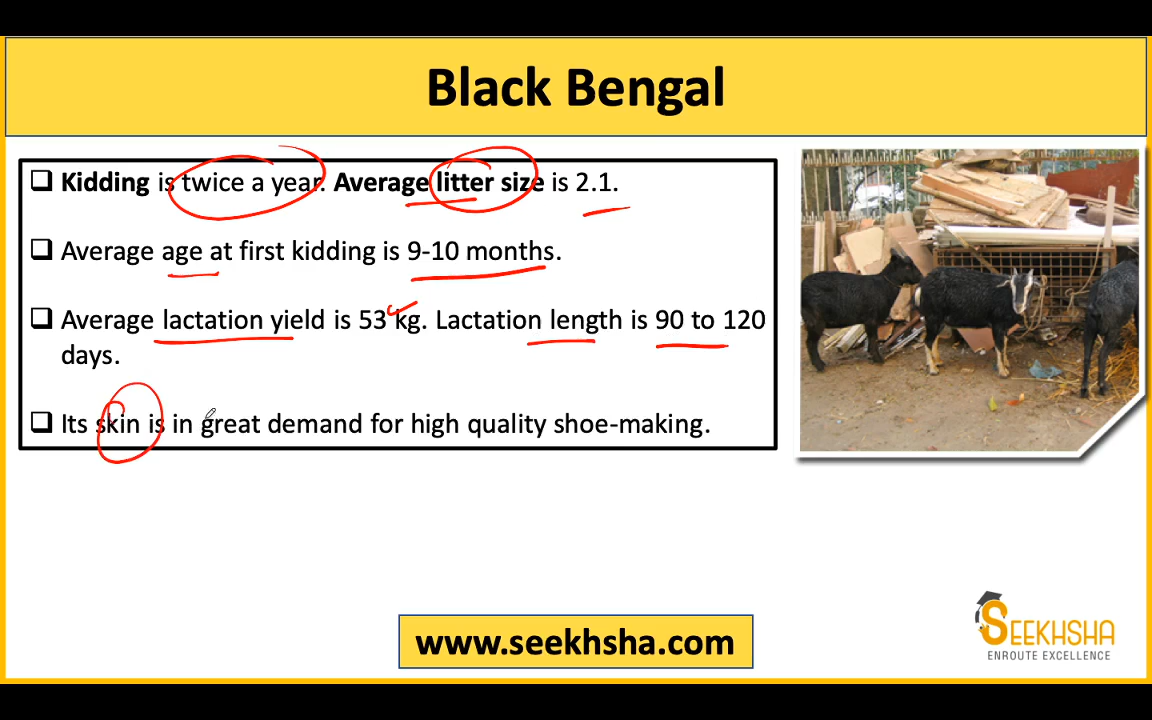 Black Bengal
Kidding is twice a year. Average litter size is 2.1.
Average age at first kidding is 9-10 months.
Average lactation yield is 53 kg. Lactation length is 90 to 120
days.
Its skin is in great demand for high quality shoe-making.
www.seekhsha.com
SEEKHSHA
ENROUTE EXCELLENCE